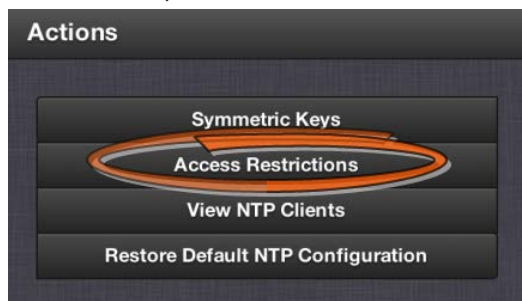 Actions
Symmetric Keys
Access Restrictions
View NTP Clients
Restore Default NTP Configuration